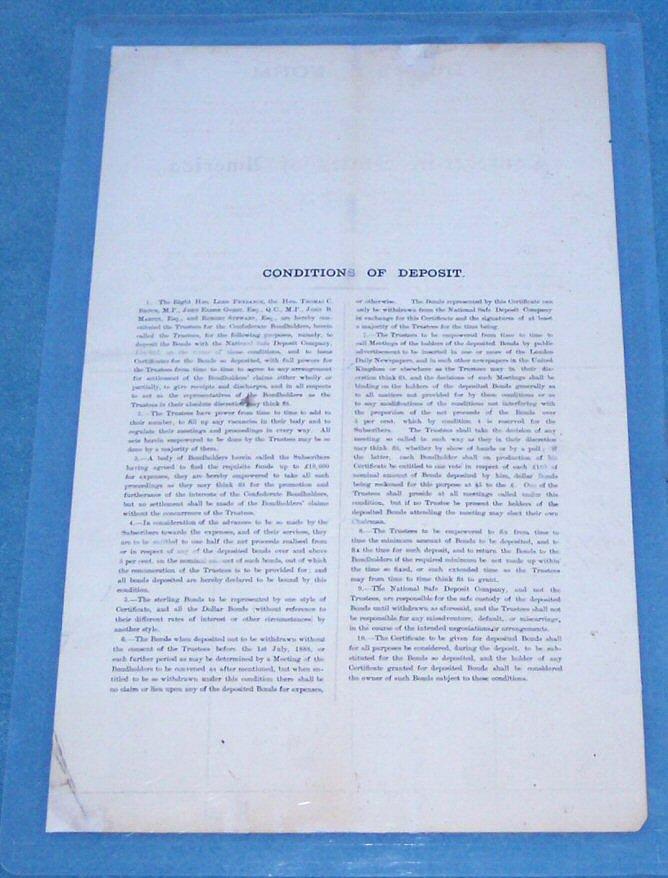 CONDITIONS OF DEPOSIT.
1. The Right Hon. LORD PENZANCE, the Hon. THOMAS C.
BRUCE, M.P., JOHN EDDIS GORST, Esq., Q.C., M.P., JOHN B.
MARTIN, Esq., and ROBERT STEWART, Esq., are hereby con-
stituted the Trustees for the Confederate Bondholders, herein
called the Trustees, for the following purposes, namely, to
deposit the Bonds with the National Safe Deposit Company,
Limited, on the terms of these conditions, and to issue
Certificates for the Bonds so deposited, with full powers for
the Trustees from time to time to agree to any arrangement
for settlement of the Bondholders' claims either wholly or
partially, to give receipts and discharges, and in all respects
to act as the representatives of the Bondholders as the
Trustees in their absolute discretion may think fit.
2.—The Trustees have power from time to time to add to
their number, to fill up any vacancies in their body and to
regulate their meetings and proceedings in every way. All
acts herein empowered to be done by the Trustees may be so
done by a majority of them.
3.—A body of Bondholders herein called the Subscribers
having agreed to find the requisite funds up to £10,000
for expenses, they are hereby empowered to take all such
proceedings as they may think fit for the promotion and
furtherance of the interests of the Confederate Bondholders,
but no settlement shall be made of the Bondholders' claims
without the concurrence of the Trustees.
4.—In consideration of the advances to be so made by the
Subscribers towards the expenses, and of their services, they
are to be entitled to one half the net proceeds realised from
or in respect of any of the deposited bonds over and above
5 per cent. on the nominal amount of such bonds, out of which
the remuneration of the Trustees is to be provided for; and
all bonds deposited are hereby declared to be bound by this
condition.
5.—The sterling Bonds to be represented by one style of
Certificate, and all the Dollar Bonds (without reference to
their different rates of interest or other circumstances) by
another style.
6.—The Bonds when deposited not to be withdrawn without
the consent of the Trustees before the 1st July, 1885, or
such further period as may be determined by a Meeting of the
Bondholders to be convened as after mentioned, but when en-
titled to be so withdrawn under this condition there shall be
no claim or lien upon any of the deposited Bonds for expenses,
or otherwise. The Bonds represented by this Certificate can
only be withdrawn from the National Safe Deposit Company
in exchange for this Certificate and the signatures of at least
a majority of the Trustees for the time being.
7.—The Trustees to be empowered from time to time to
call Meetings of the holders of the deposited Bonds by public
advertisement to be inserted in one or more of the London
Daily Newspapers, and in such other newspapers in the United
Kingdom or elsewhere as the Trustees may in their dis-
cretion think fit, and the decisions of such Meetings shall be
binding on the holders of the deposited Bonds generally as
to all matters not provided for by these conditions or as
to any modifications of the conditions not interfering with
the proportion of the net proceeds of the Bonds over
5 per cent. which by condition 4 is reserved for the
Subscribers. The Trustees shall take the decision of any
meeting so called in such way as they in their discretion
may think fit, whether by show of hands or by a poll; if
the latter, each Bondholder shall on production of his
Certificate be entitled to one vote in respect of each £100 of
nominal amount of Bonds deposited by him, dollar Bonds
being reckoned for this purpose at $5 to the £. One of the
Trustees shall preside at all meetings called under this
condition, but if no Trustee be present the holders of the
deposited Bonds attending the meeting may elect their own
Chairman.
8.—The Trustees to be empowered to fix from time to
time the minimum amount of Bonds to be deposited, and to
fix the time for such deposit, and to return the Bonds to the
Bondholders if the required minimum be not made up within
the time so fixed, or such extended time as the Trustees
may from time to time think fit to grant.
9.—The National Safe Deposit Company, and not the
Trustees, are responsible for the safe custody of the deposited
Bonds until withdrawn as aforesaid, and the Trustees shall not
be responsible for any misadventure, default, or miscarriage,
in the course of the intended negotiations or arrangements.
10.—The Certificate to be given for deposited Bonds shall
for all purposes be considered, during the deposit, to be sub-
stituted for the Bonds so deposited, and the holder of any
Certificate granted for deposited Bonds shall be considered
the owner of such Bonds subject to these conditions.